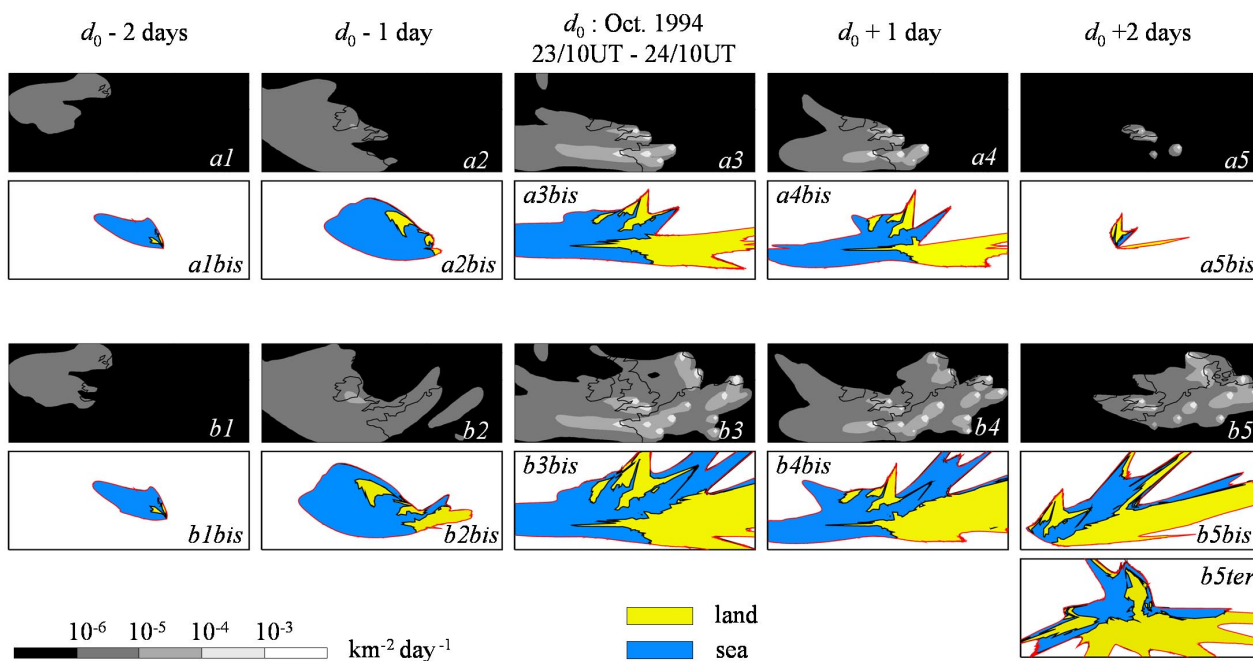 d0 - 2 days
d0 - 1 day
d0 : Oct. 1994
23/10UT - 24/10UT
d0 + 1 day
d0 +2 days
a1
a2
a3
a4
a5
a1bis
a2bis
a3bis
a4bis
a5bis
b1
b2
b3
b4
b5
b1bis
b2bis
b3bis
b4bis
b5bis
b5ter
10-6 10-5 10-4 10-3
km-2 day-1
land
sea